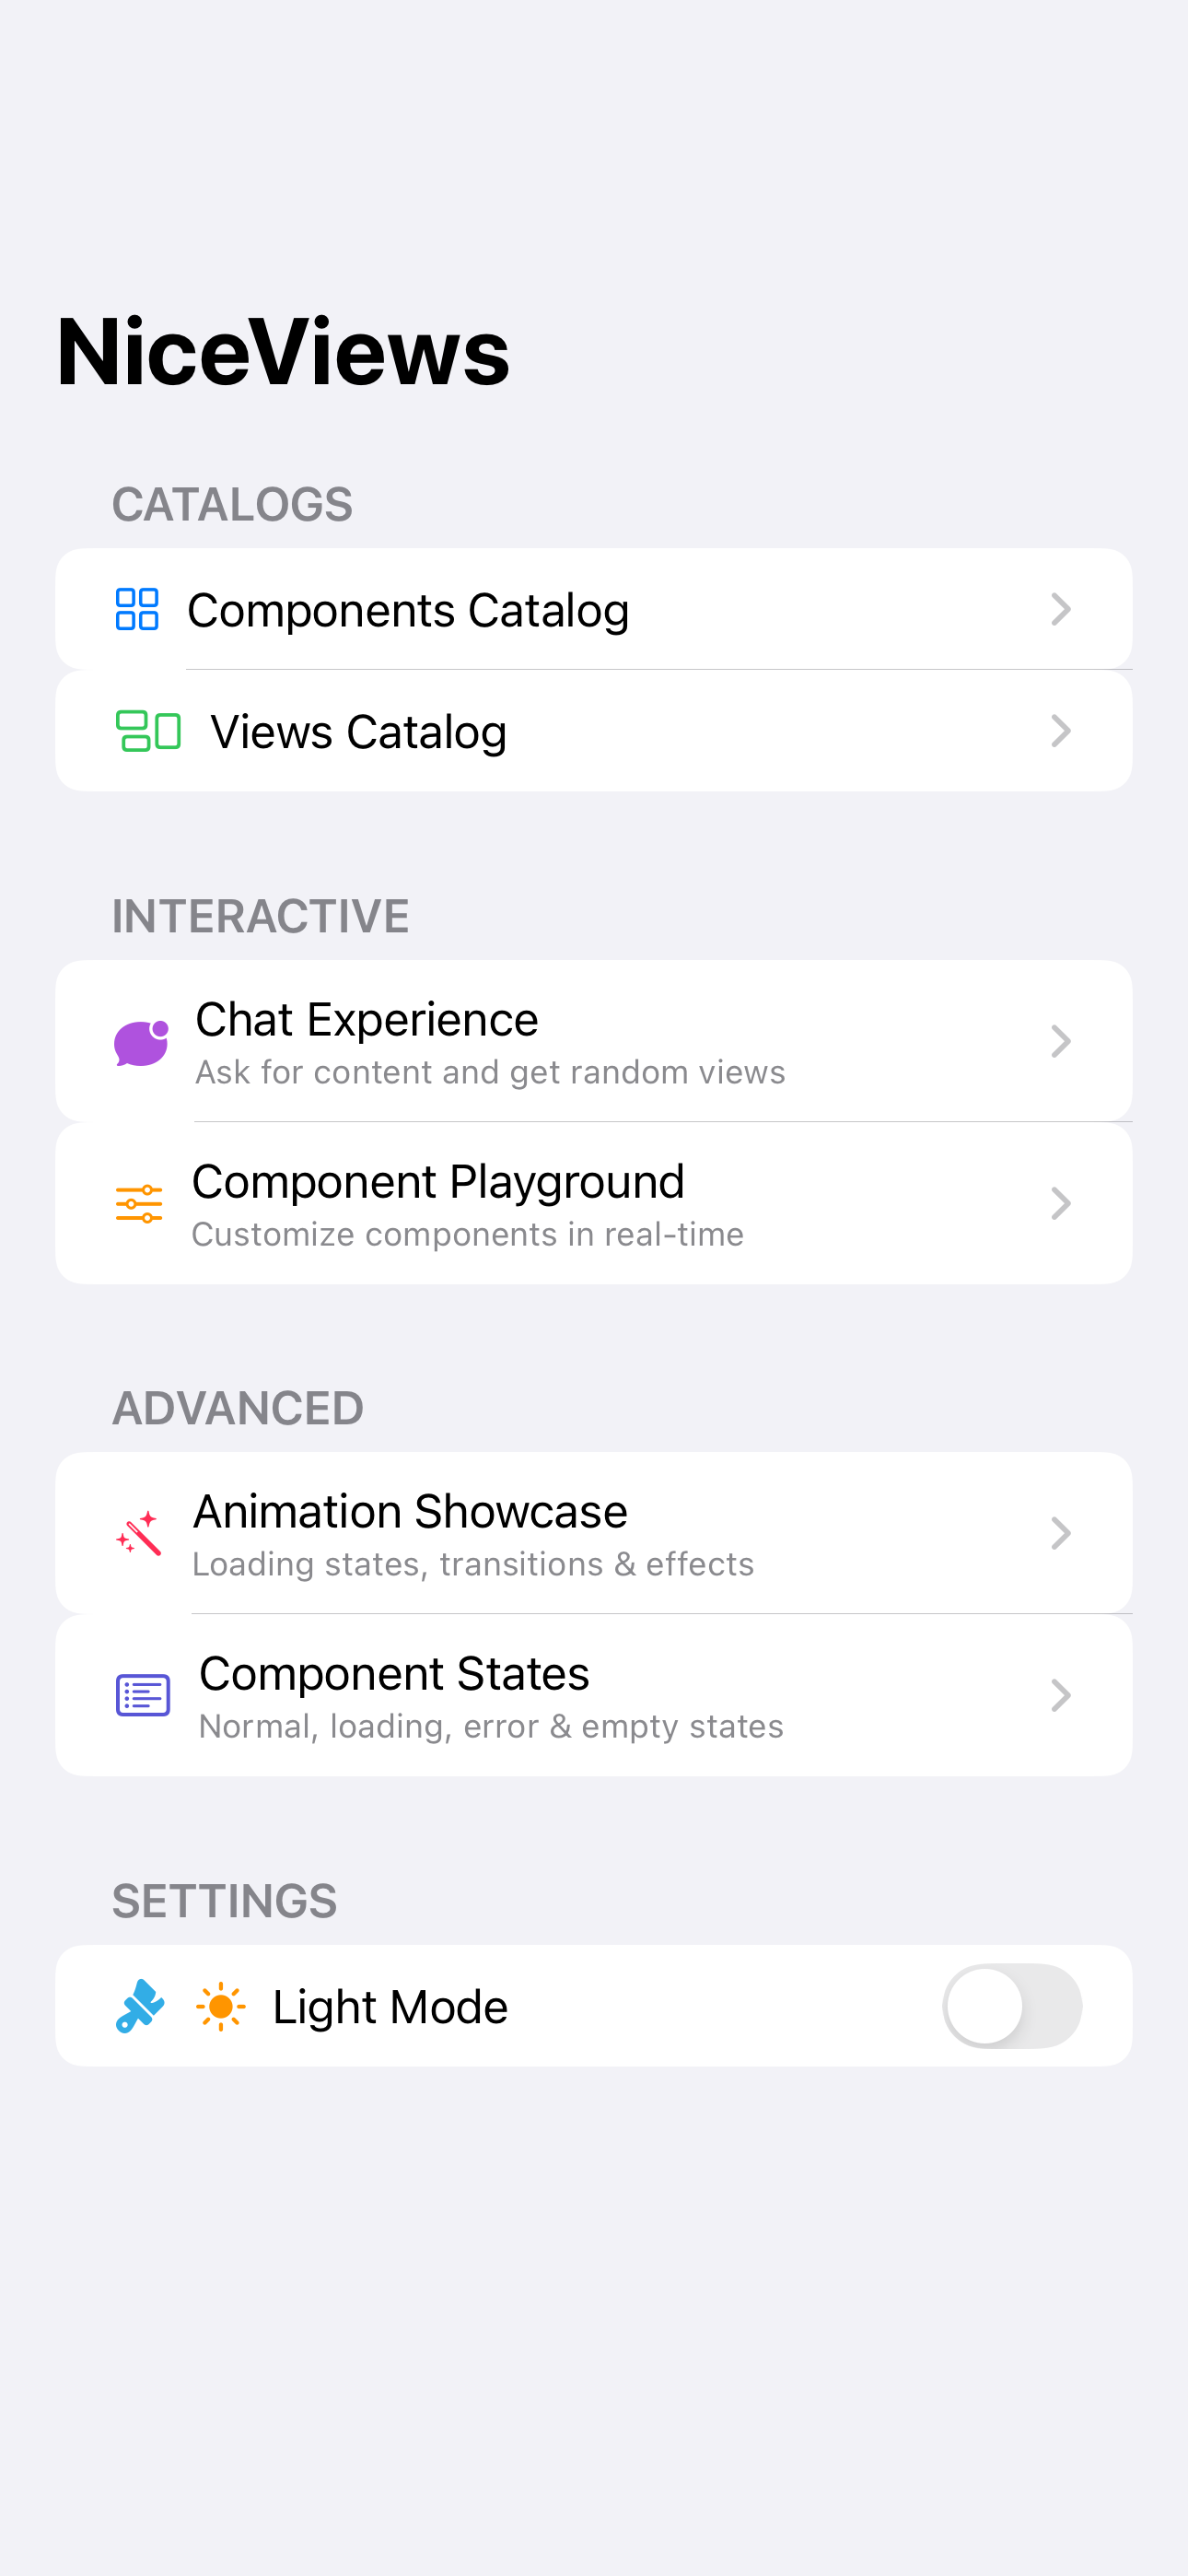 NiceViews
CATALOGS
Components Catalog
Views Catalog
INTERACTIVE
Chat Experience
Ask for content and get random views
Component Playground
Customize components in real-time
ADVANCED
Animation Showcase
Loading states, transitions & effects
Component States
Normal, loading, error & empty states
SETTINGS
Light Mode